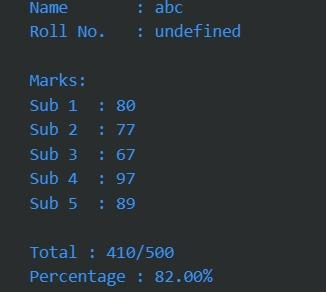 Name       : abc
Roll No.   : undefined
Marks:
Sub 1  : 80
Sub 2  : 77
Sub 3  : 67
Sub 4  : 97
Sub 5  : 89
Total : 410/500
Percentage : 82.00%